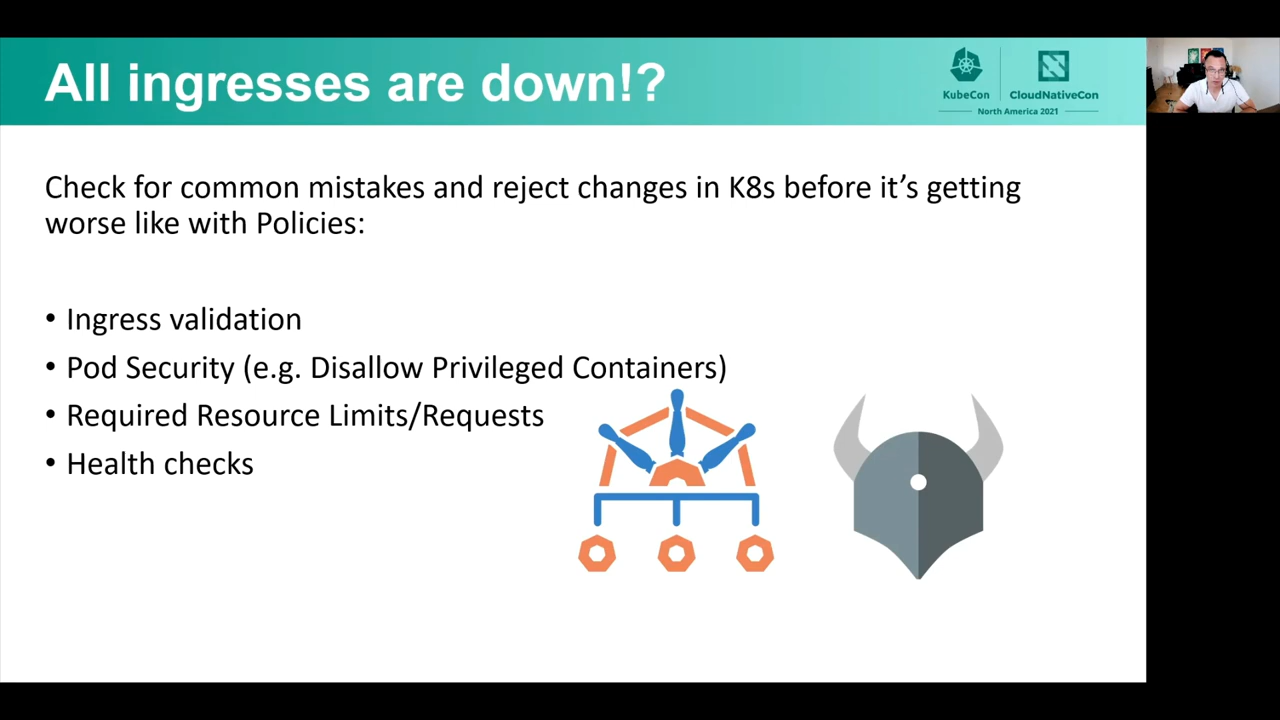 All ingresses are down!?
KubeCon
CloudNativeCon
North America 2021
Check for common mistakes and reject changes in K8s before it’s getting
worse like with Policies:
• Ingress validation
• Pod Security (e.g. Disallow Privileged Containers)
• Required Resource Limits/Requests
• Health checks